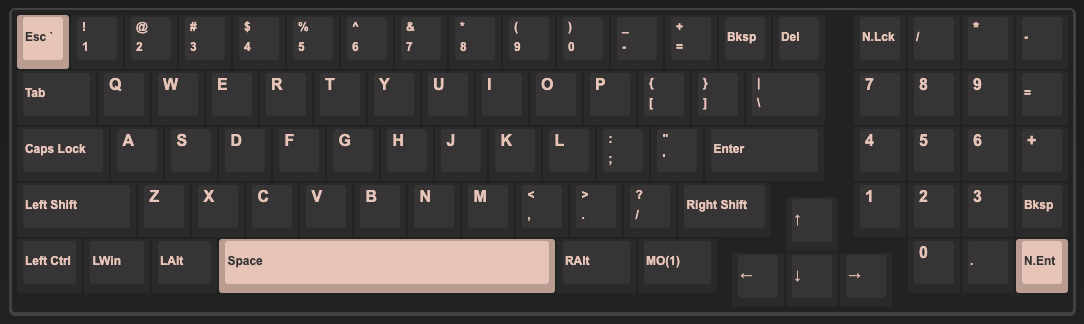 Esc ` ! 1 @ 2 # 3 $ 4 % 5 ^ 6 & 7 * 8 ( 9 ) 0 _ - + = Bksp Del N.Lck / * -
Tab Q W E R T Y U I O P { [ } ] | \ 7 8 9 =
Caps Lock A S D F G H J K L : ; " ' Enter 4 5 6 +
Left Shift Z X C V B N M < , > . ? / Right Shift ↑ 1 2 3 Bksp
Left Ctrl LWin LAlt Space RAlt MO(1) ← ↓ → 0 . N.Ent